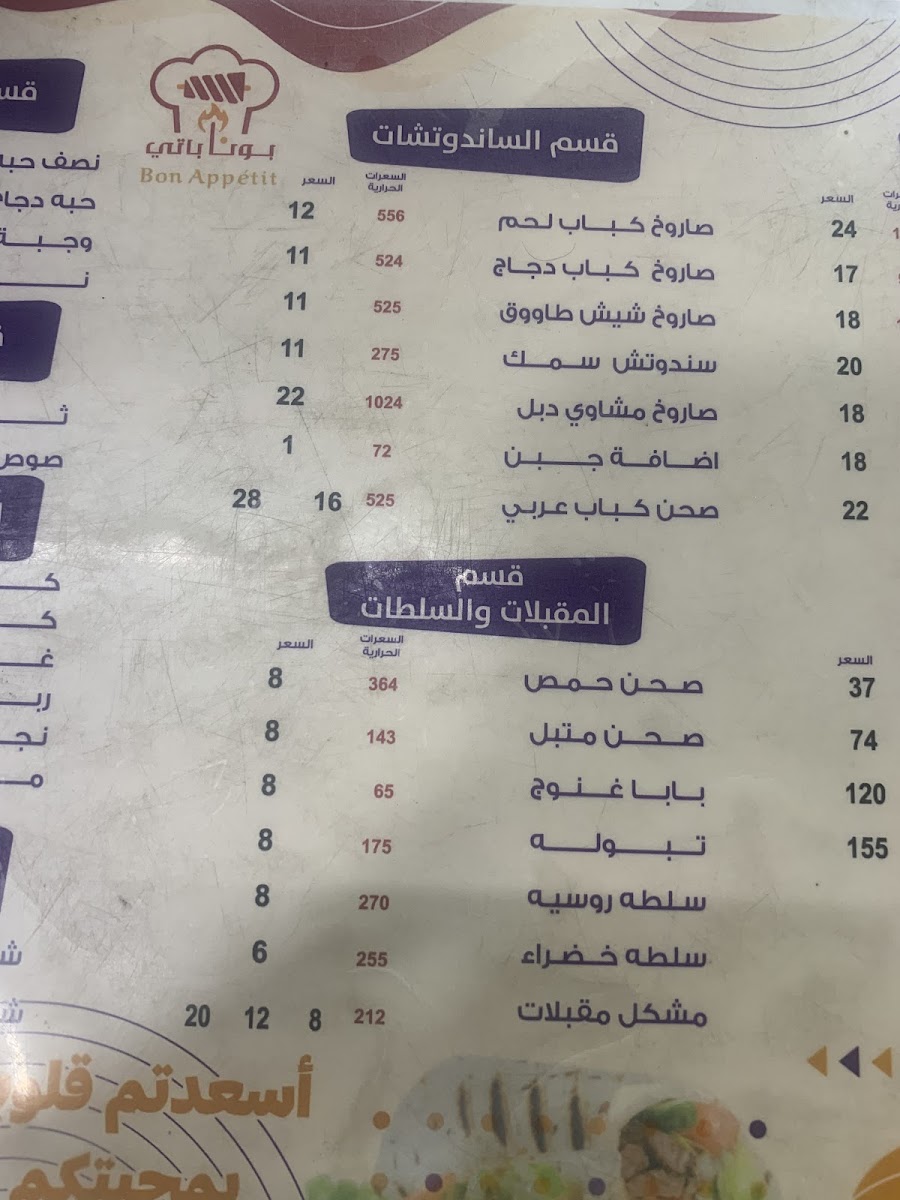 بوناباتي
Bon Appétit
قسم الساندوتشات
السعرات الحرارية السعر
صاروخ كباب لحم 556 12
صاروخ كباب دجاج 524 11
صاروخ شيش طاووق 525 11
سندوتش سمك 275 11
صاروخ مشاوي دبل 1024 22
اضافة جبن 72 1
صحن كباب عربي 525 16 28
قسم
المقبلات والسلطات
السعرات الحرارية السعر
صحن حمص 364 8
صحن متبل 143 8
بابا غنوج 65 8
تبوله 175 8
سلطه روسيه 270 8
سلطه خضراء 255 6
مشكل مقبلات 212 8 12 20
السعر
24
17
18
20
18
18
22
السعر
37
74
120
155
نصف حبة
حبه دجاج
وجبة
صوص
أسعدتم
بمحبتكم